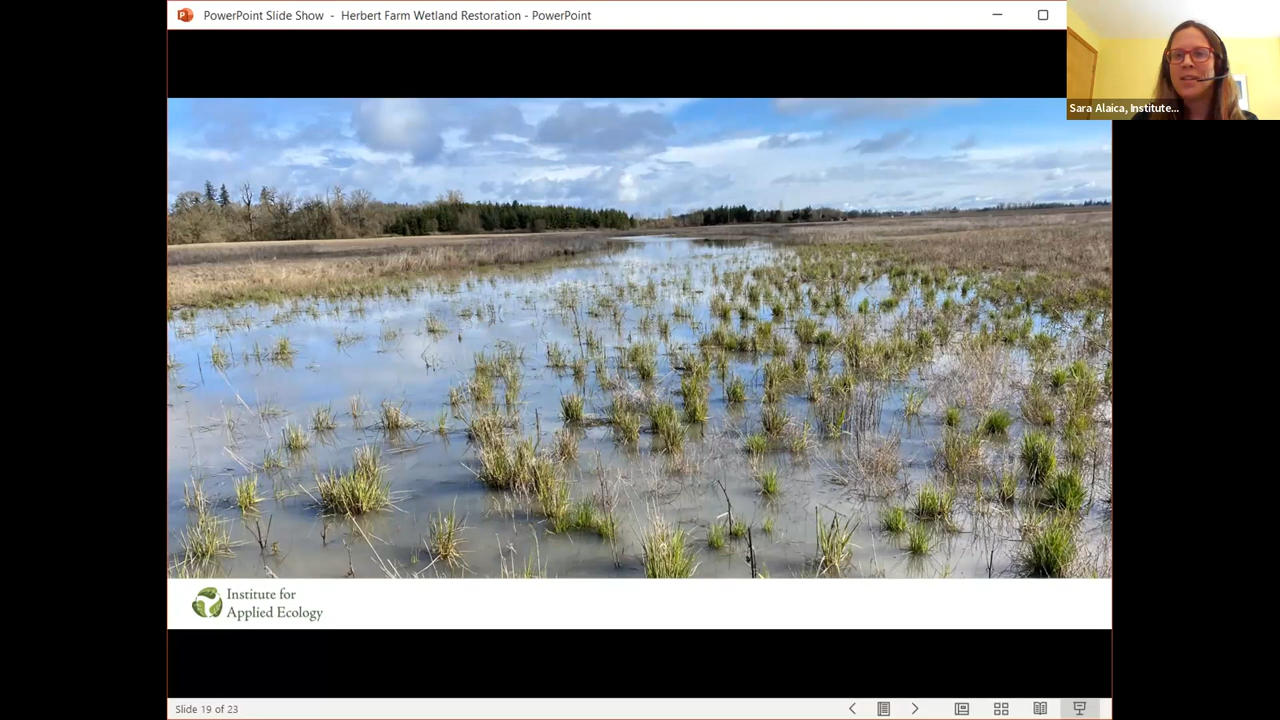 PowerPoint Slide Show - Herbert Farm Wetland Restoration - PowerPoint
Sara Alaica, Institute...
Institute for
Applied Ecology
Slide 19 of 23